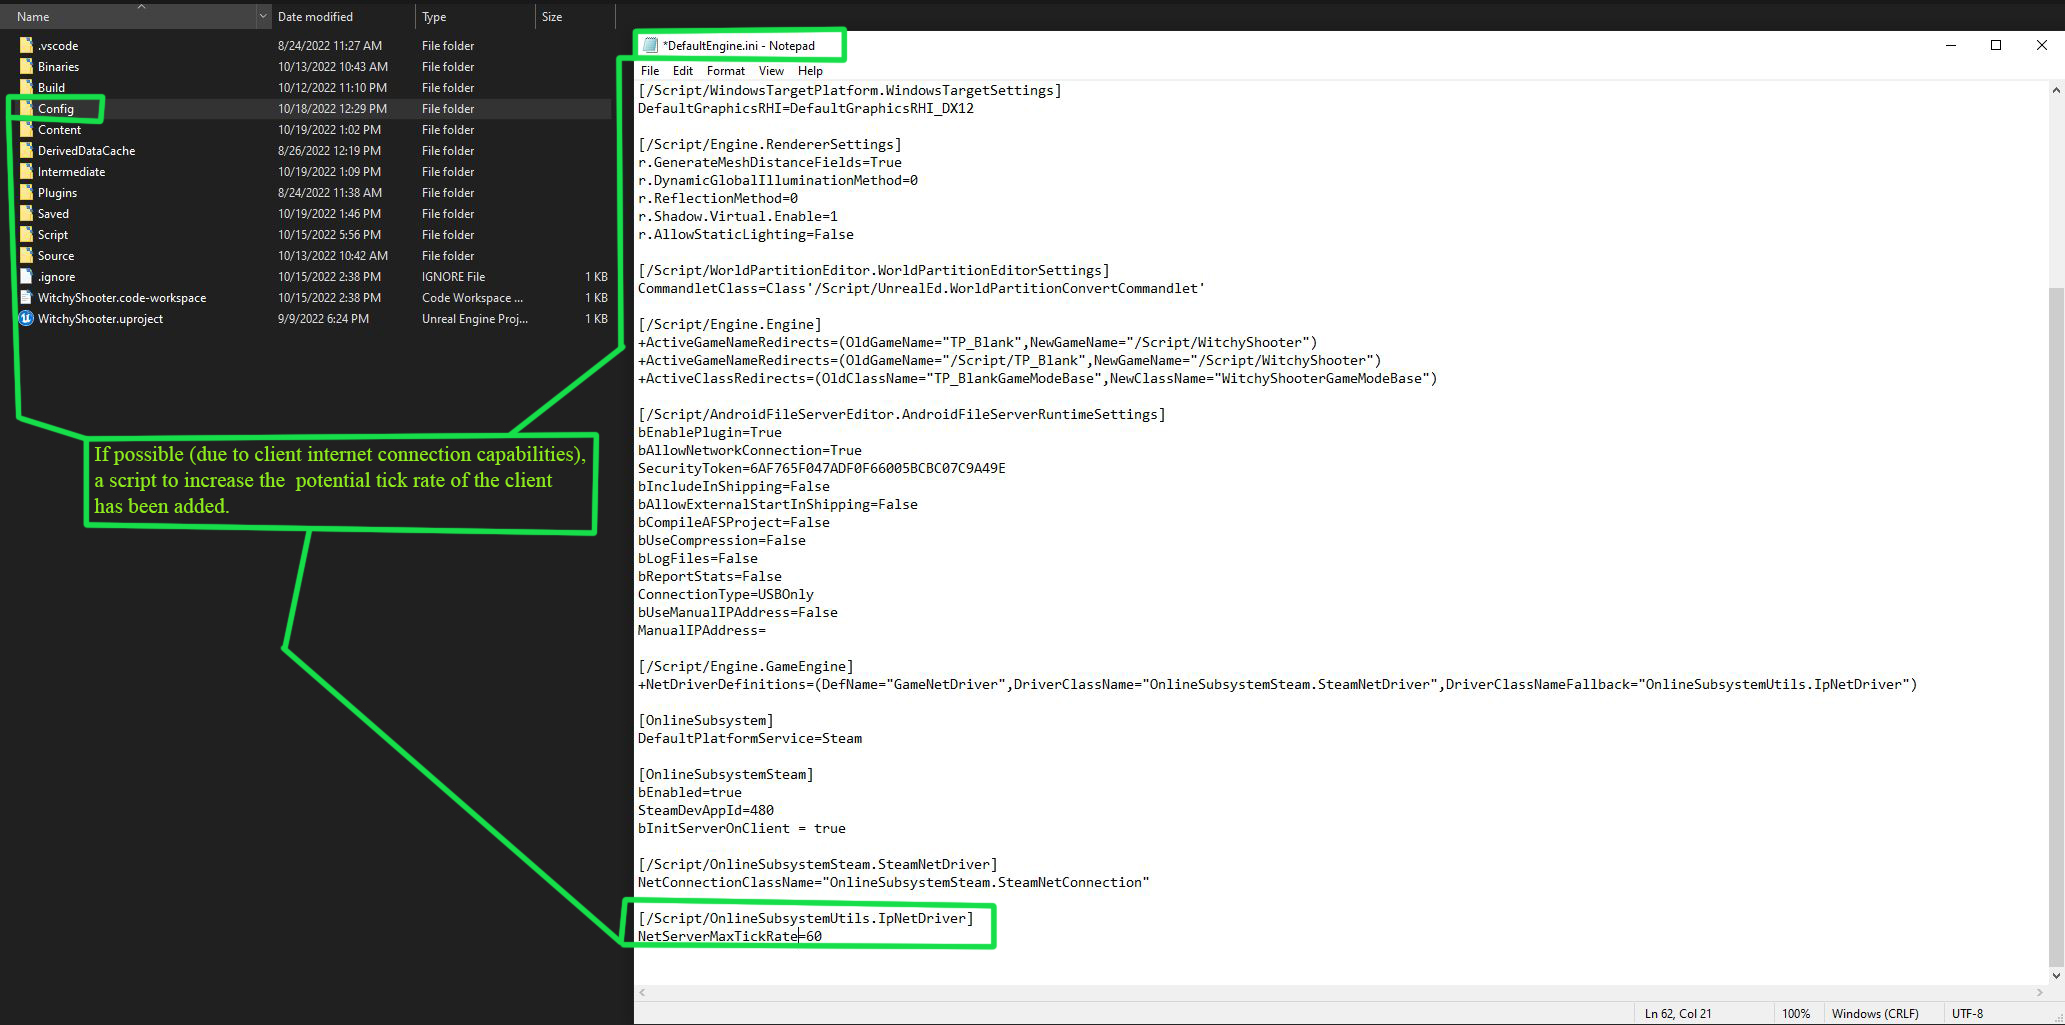 Name Date modified Type Size
.vscode 8/24/2022 11:27 AM File folder
Binaries 10/13/2022 10:43 AM File folder
Build 10/12/2022 11:10 PM File folder
Config 10/18/2022 12:29 PM File folder
Content 10/19/2022 1:02 PM File folder
DerivedDataCache 8/26/2022 12:19 PM File folder
Intermediate 10/19/2022 1:09 PM File folder
Plugins 8/24/2022 11:38 AM File folder
Saved 10/19/2022 1:46 PM File folder
Script 10/15/2022 5:56 PM File folder
Source 10/13/2022 10:42 AM File folder
.ignore 10/15/2022 2:38 PM IGNORE File 1 KB
WitchyShooter.code-workspace 10/15/2022 2:38 PM Code Workspace ... 1 KB
WitchyShooter.uproject 9/9/2022 6:24 PM Unreal Engine Proj... 1 KB
If possible (due to client internet connection capabilities),
a script to increase the potential tick rate of the client
has been added.
*DefaultEngine.ini - Notepad
File Edit Format View Help
[/Script/WindowsTargetPlatform.WindowsTargetSettings]
DefaultGraphicsRHI=DefaultGraphicsRHI_DX12
[/Script/Engine.RendererSettings]
r.GenerateMeshDistanceFields=True
r.DynamicGlobalIlluminationMethod=0
r.ReflectionMethod=0
r.Shadow.Virtual.Enable=1
r.AllowStaticLighting=False
[/Script/WorldPartitionEditor.WorldPartitionEditorSettings]
CommandletClass=Class'/Script/UnrealEd.WorldPartitionConvertCommandlet'
[/Script/Engine.Engine]
+ActiveGameNameRedirects=(OldGameName="TP_Blank",NewGameName="/Script/WitchyShooter")
+ActiveGameNameRedirects=(OldGameName="/Script/TP_Blank",NewGameName="/Script/WitchyShooter")
+ActiveClassRedirects=(OldClassName="TP_BlankGameModeBase",NewClassName="WitchyShooterGameModeBase")
[/Script/AndroidFileServerEditor.AndroidFileServerRuntimeSettings]
bEnablePlugin=True
bAllowNetworkConnection=True
SecurityToken=6AF765F047ADF0F66005BCBC07C9A49E
bIncludeInShipping=False
bAllowExternalStartInShipping=False
bCompileAFSProject=False
bUseCompression=False
bLogFiles=False
bReportStats=False
ConnectionType=USBOnly
bUseManualIPAddress=False
ManualIPAddress=
[/Script/Engine.GameEngine]
+NetDriverDefinitions=(DefName="GameNetDriver",DriverClassName="OnlineSubsystemSteam.SteamNetDriver",DriverClassNameFallback="OnlineSubsystemUtils.IpNetDriver")
[OnlineSubsystem]
DefaultPlatformService=Steam
[OnlineSubsystemSteam]
bEnabled=true
SteamDevAppId=480
bInitServerOnClient = true
[/Script/OnlineSubsystemSteam.SteamNetDriver]
NetConnectionClassName="OnlineSubsystemSteam.SteamNetConnection"
[/Script/OnlineSubsystemUtils.IpNetDriver]
NetServerMaxTickRate=60
Ln 62, Col 21 100% Windows (CRLF) UTF-8